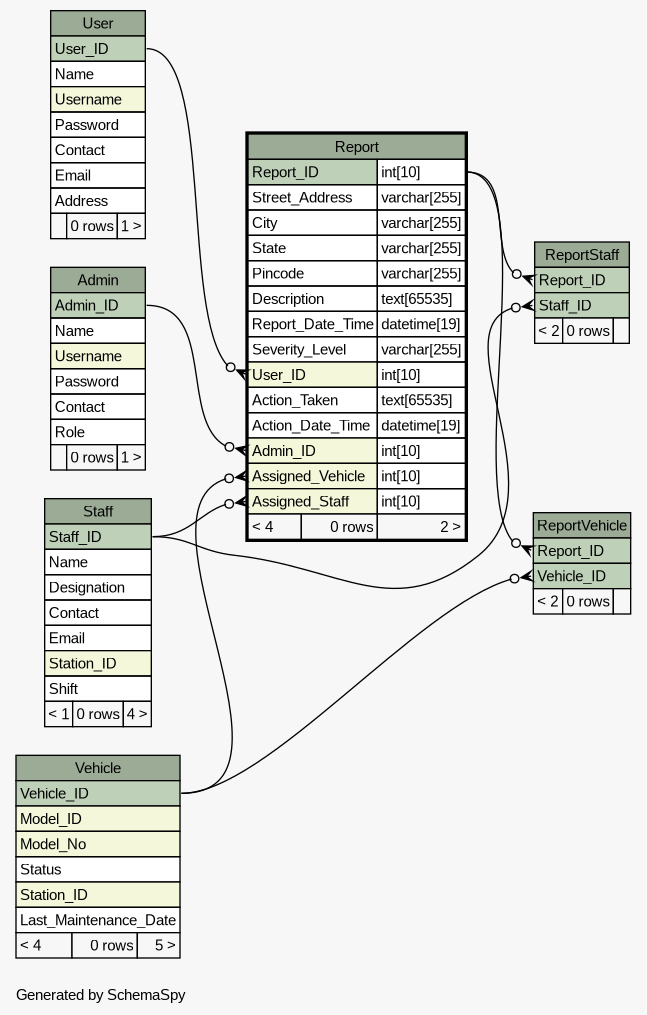 User
User_ID
Name
Username
Password
Contact
Email
Address
0 rows 1 >
Admin
Admin_ID
Name
Username
Password
Contact
Role
0 rows 1 >
Staff
Staff_ID
Name
Designation
Contact
Email
Station_ID
Shift
< 1 0 rows 4 >
Vehicle
Vehicle_ID
Model_ID
Model_No
Status
Station_ID
Last_Maintenance_Date
< 4 0 rows 5 >
Report
Report_ID int[10]
Street_Address varchar[255]
City varchar[255]
State varchar[255]
Pincode varchar[255]
Description text[65535]
Report_Date_Time datetime[19]
Severity_Level varchar[255]
User_ID int[10]
Action_Taken text[65535]
Action_Date_Time datetime[19]
Admin_ID int[10]
Assigned_Vehicle int[10]
Assigned_Staff int[10]
< 4 0 rows 2 >
ReportStaff
Report_ID
Staff_ID
< 2 0 rows
ReportVehicle
Report_ID
Vehicle_ID
< 2 0 rows
Generated by SchemaSpy